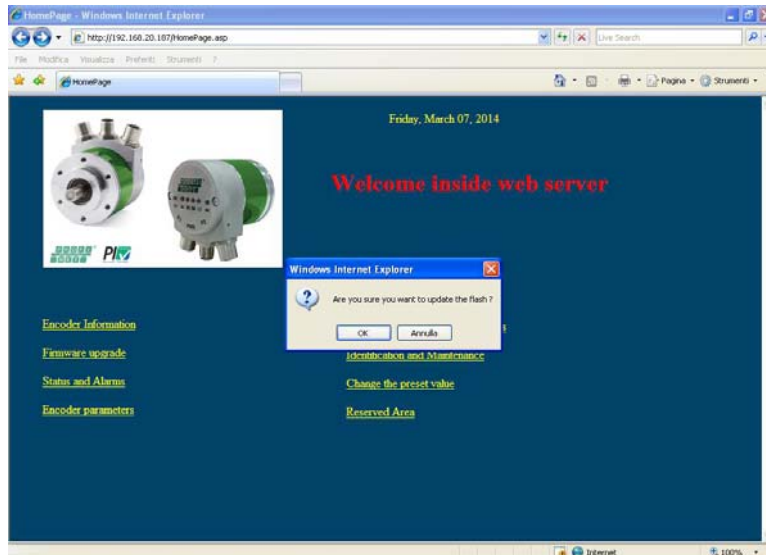 HomePage - Windows Internet Explorer
http://192.168.20.187/HomePage.asp
Live Search
File Modifica Visualizza Preferiti Strumenti ?
HomePage
Pagina
Strumenti
Friday, March 07, 2014
Welcome inside web server
Windows Internet Explorer
Are you sure you want to update the flash ?
OK
Annulla
Encoder Information
Firmware upgrade
Identification and Maintenance
Status and Alarms
Change the preset value
Encoder parameters
Reserved Area
Internet
100%